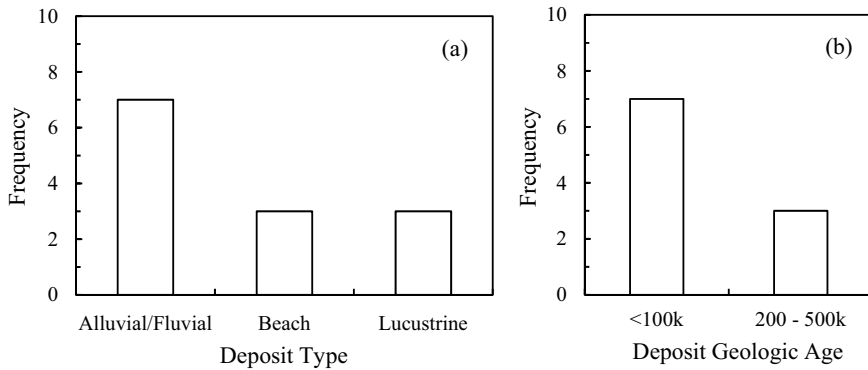 (a)
Frequency
10
8
6
4
2
0
Alluvial/Fluvial Beach Lucustrine
Deposit Type
(b)
Frequency
10
8
6
4
2
0
<100k 200 - 500k
Deposit Geologic Age